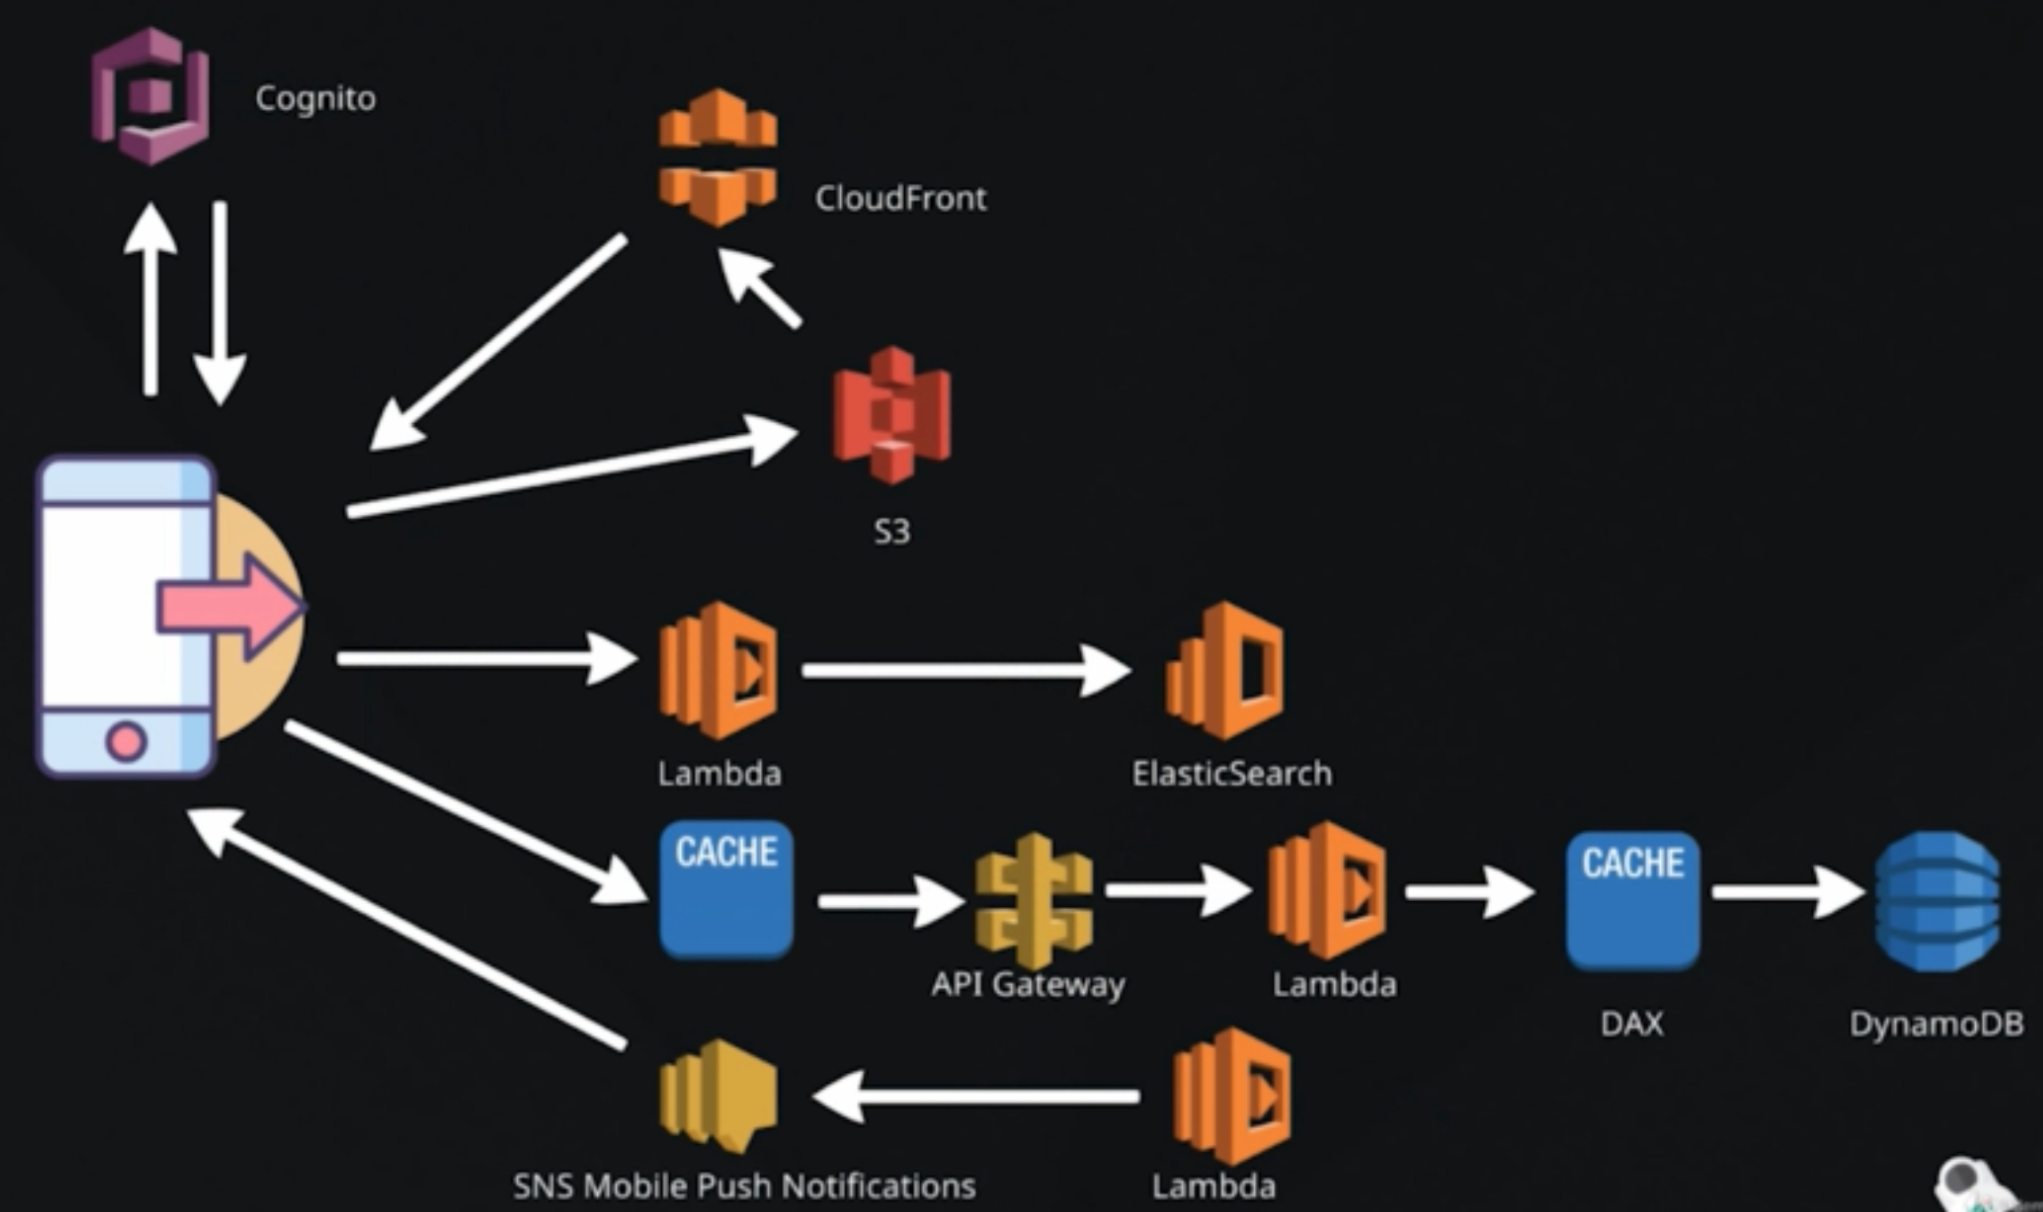 Cognito
CloudFront
S3
Lambda
ElasticSearch
CACHE
API Gateway
Lambda
CACHE
DAX
DynamoDB
SNS Mobile Push Notifications
Lambda